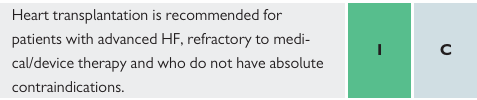 Heart transplantation is recommended for
patients with advanced HF, refractory to medi-
cal/device therapy and who do not have absolute
contraindications.
I
C